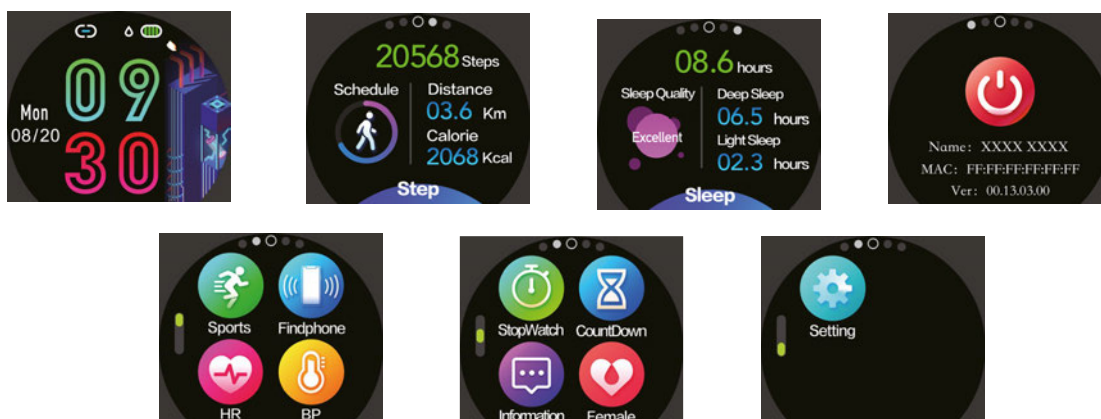 09
Mon
08/20
30
20568 Steps
Schedule
Distance
03.6 Km
Calorie
2068 Kcal
Step
08.6 hours
Sleep Quality
Excellent
Deep Sleep
06.5 hours
Light Sleep
02.3 hours
Sleep
Name: XXXX XXXX
MAC: FF:FF:FF:FF:FF:FF
Ver: 00.13.03.00
Sports Findphone
HR BP
StopWatch CountDown
Information Female
Setting